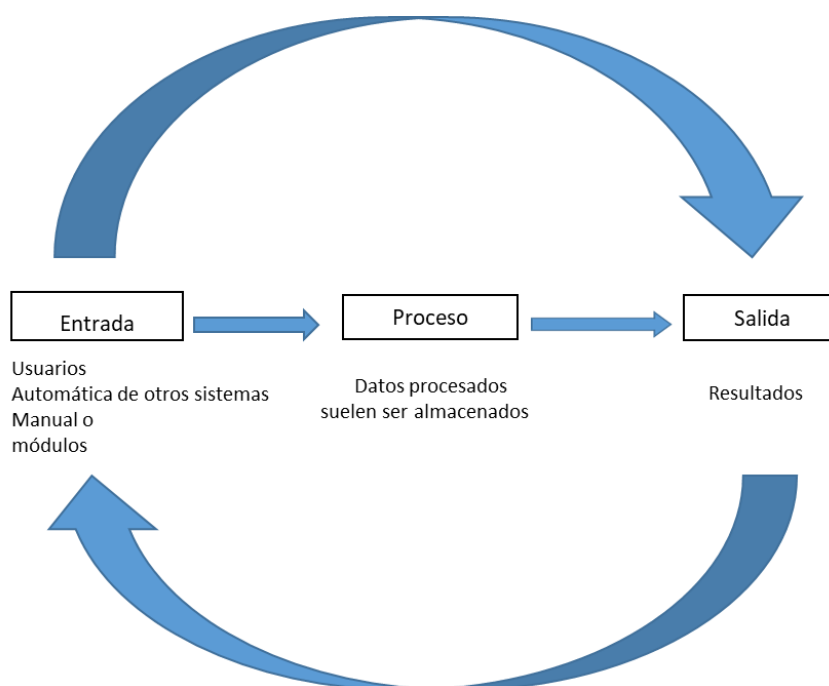 Entrada
Proceso
Salida
Usuarios
Automática de otros sistemas
Manual o
módulos
Datos procesados
suelen ser almacenados
Resultados